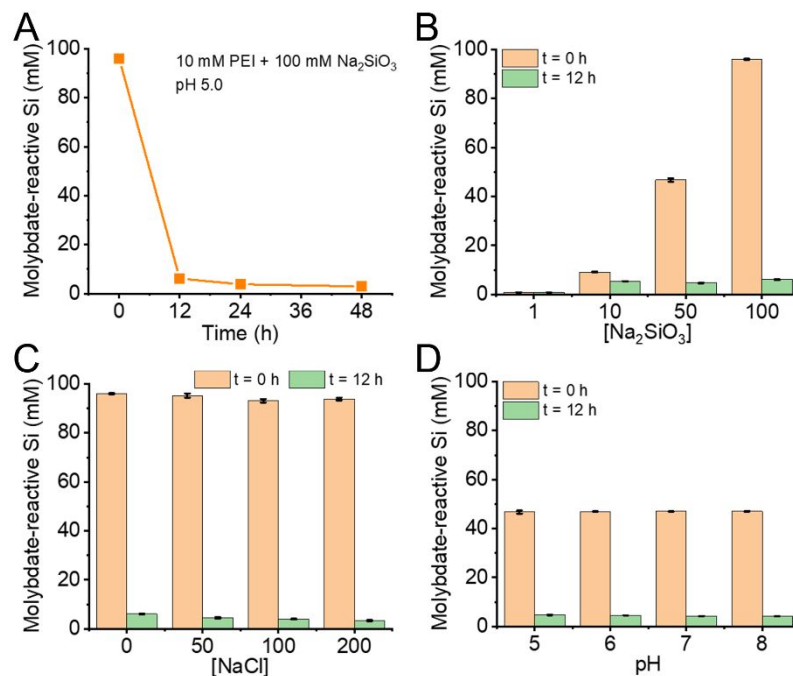 A
Molybdate-reactive Si (mM)
100
80
60
40
20
0
10 mM PEI + 100 mM Na₂SiO₃
pH 5.0
0 12 24 36 48
Time (h)
B
Molybdate-reactive Si (mM)
100
80
60
40
20
0
t = 0 h
t = 12 h
1 10 50 100
[Na₂SiO₃]
C
Molybdate-reactive Si (mM)
100
80
60
40
20
0
t = 0 h t = 12 h
0 50 100 200
[NaCl]
D
Molybdate-reactive Si (mM)
100
80
60
40
20
0
t = 0 h
t = 12 h
5 6 7 8
pH